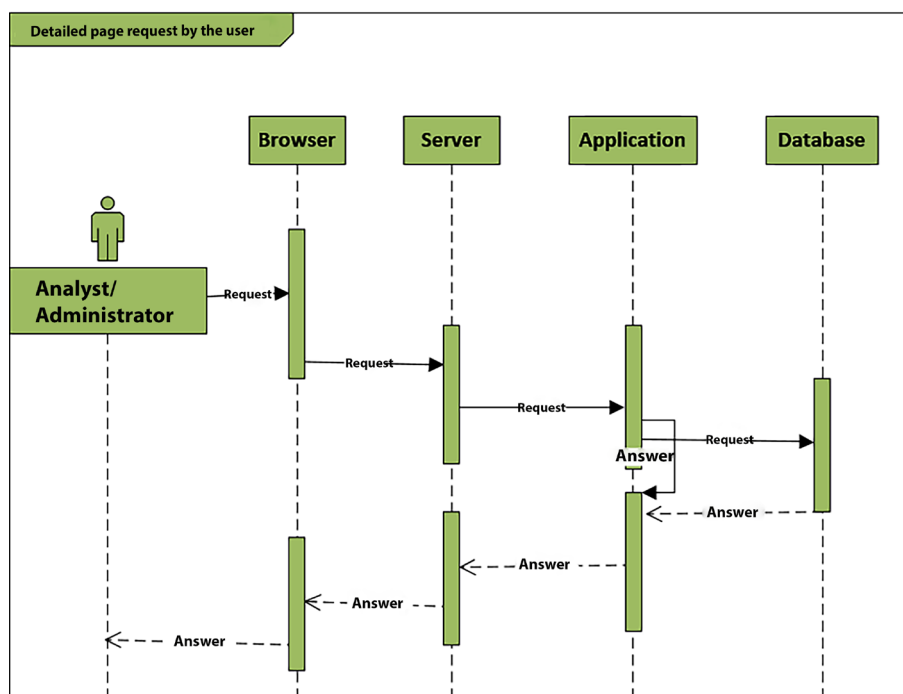 Detailed page request by the user
Browser
Server
Application
Database
Analyst/
Administrator
Request
Request
Request
Request
Answer
Answer
Answer
Answer
Answer